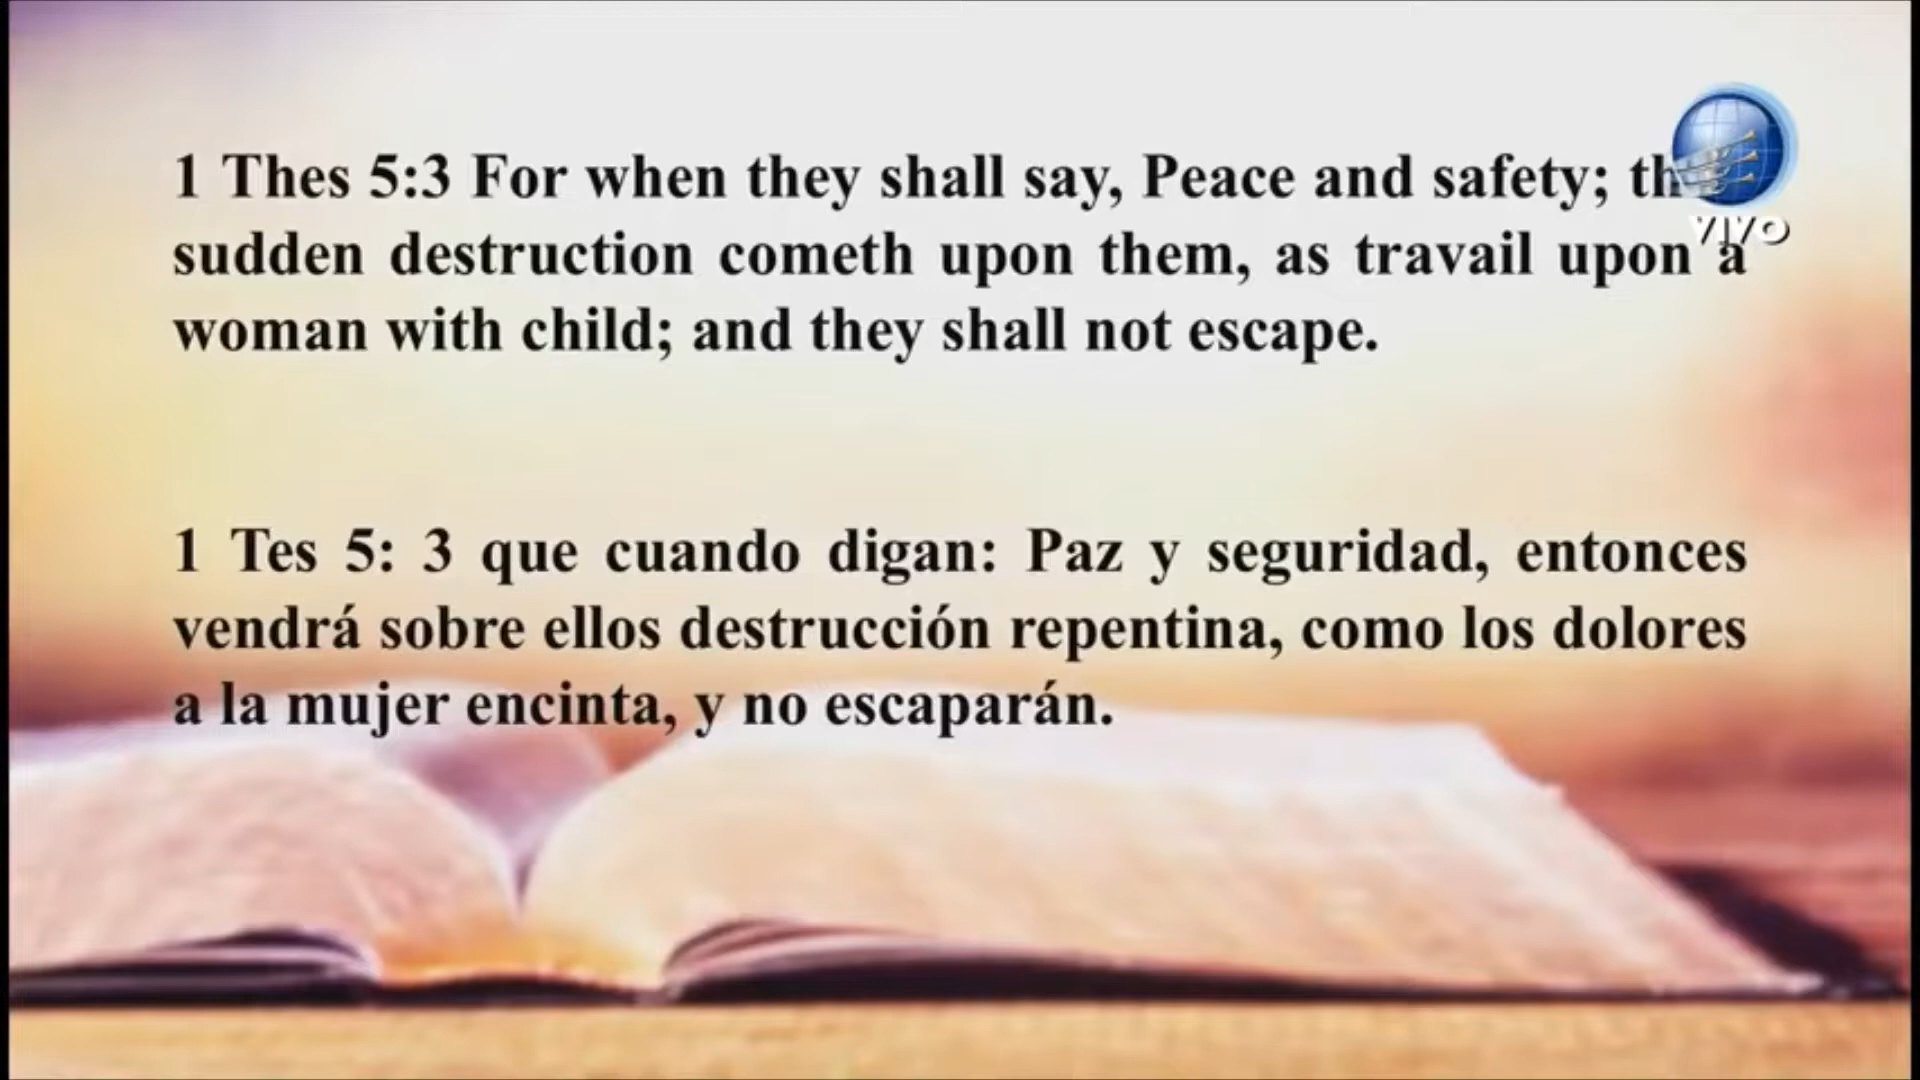 1 Thes 5:3 For when they shall say, Peace and safety;
sudden destruction cometh upon them, as travail upon a
woman with child; and they shall not escape.
1 Tes 5: 3 que cuando digan: Paz y seguridad, entonces
vendrá sobre ellos destrucción repentina, como los dolores
a la mujer encinta, y no escaparán.
VIVO